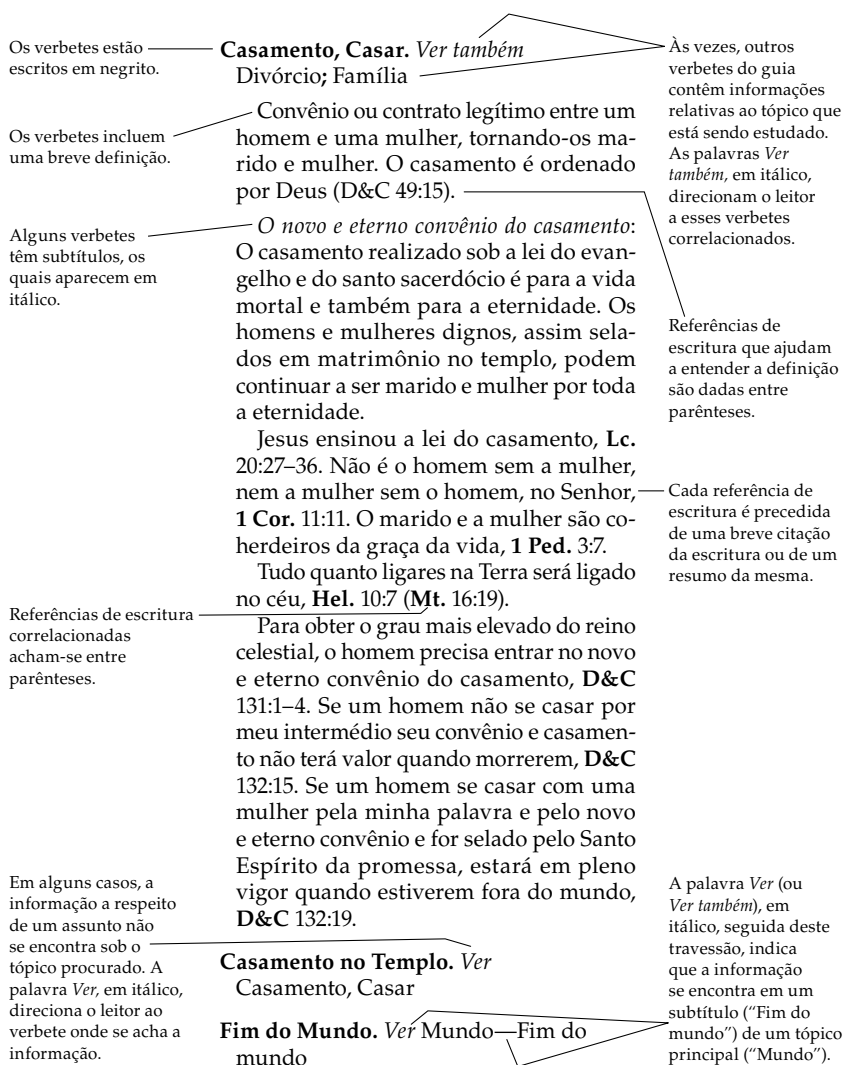 Os verbetes estão
escritos em negrito.
Os verbetes incluem
uma breve definição.
Alguns verbetes
têm subtítulos, os
quais aparecem em
itálico.
Referências de escritura
correlacionadas
acham-se entre
parênteses.
Em alguns casos, a
informação a respeito
de um assunto não
se encontra sob o
tópico procurado. A
palavra Ver, em itálico,
direciona o leitor ao
verbete onde se acha a
informação.
Casamento, Casar. Ver também
Divórcio; Família
Convênio ou contrato legítimo entre um
homem e uma mulher, tornando-os ma-
rido e mulher. O casamento é ordenado
por Deus (D&C 49:15).
O novo e eterno convênio do casamento:
O casamento realizado sob a lei do evan-
gelho e do santo sacerdócio é para a vida
mortal e também para a eternidade. Os
homens e mulheres dignos, assim sela-
dos em matrimônio no templo, podem
continuar a ser marido e mulher por toda
a eternidade.
Jesus ensinou a lei do casamento, Lc.
20:27–36. Não é o homem sem a mulher,
nem a mulher sem o homem, no Senhor,
1 Cor. 11:11. O marido e a mulher são co-
herdeiros da graça da vida, 1 Ped. 3:7.
Tudo quanto ligares na Terra será ligado
no céu, Hel. 10:7 (Mt. 16:19).
Para obter o grau mais elevado do reino
celestial, o homem precisa entrar no novo
e eterno convênio do casamento, D&C
131:1–4. Se um homem não se casar por
meu intermédio seu convênio e casamen-
to não terá valor quando morrerem, D&C
132:15. Se um homem se casar com uma
mulher pela minha palavra e pelo novo
e eterno convênio e for selado pelo Santo
Espírito da promessa, estará em pleno
vigor quando estiverem fora do mundo,
D&C 132:19.
Casamento no Templo. Ver
Casamento, Casar
Fim do Mundo. Ver Mundo—Fim do
mundo
Às vezes, outros
verbetes do guia
contêm informações
relativas ao tópico que
está sendo estudado.
As palavras Ver
também, em itálico,
direcionam o leitor
a esses verbetes
correlacionados.
Referências de
escritura que ajudam
a entender a definição
são dadas entre
parênteses.
Cada referência de
escritura é precedida
de uma breve citação
da escritura ou de um
resumo da mesma.
A palavra Ver (ou
Ver também), em
itálico, seguida deste
travessão, indica
que a informação
se encontra em um
subtítulo (“Fim do
mundo”) de um tópico
principal (“Mundo”).